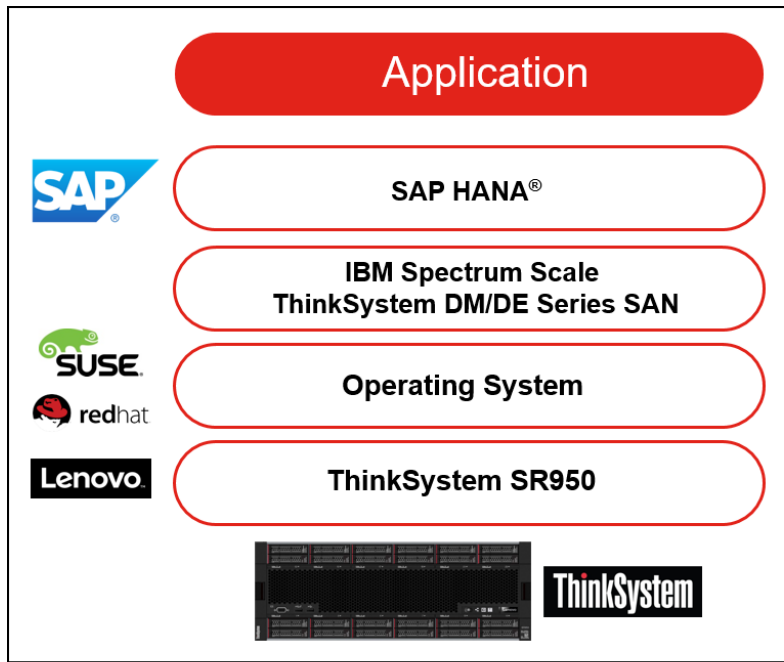 Application
SAP
®
SAP HANA®
IBM Spectrum Scale
ThinkSystem DM/DE Series SAN
SUSE
Operating System
redhat
Lenovo
ThinkSystem SR950
ThinkSystem